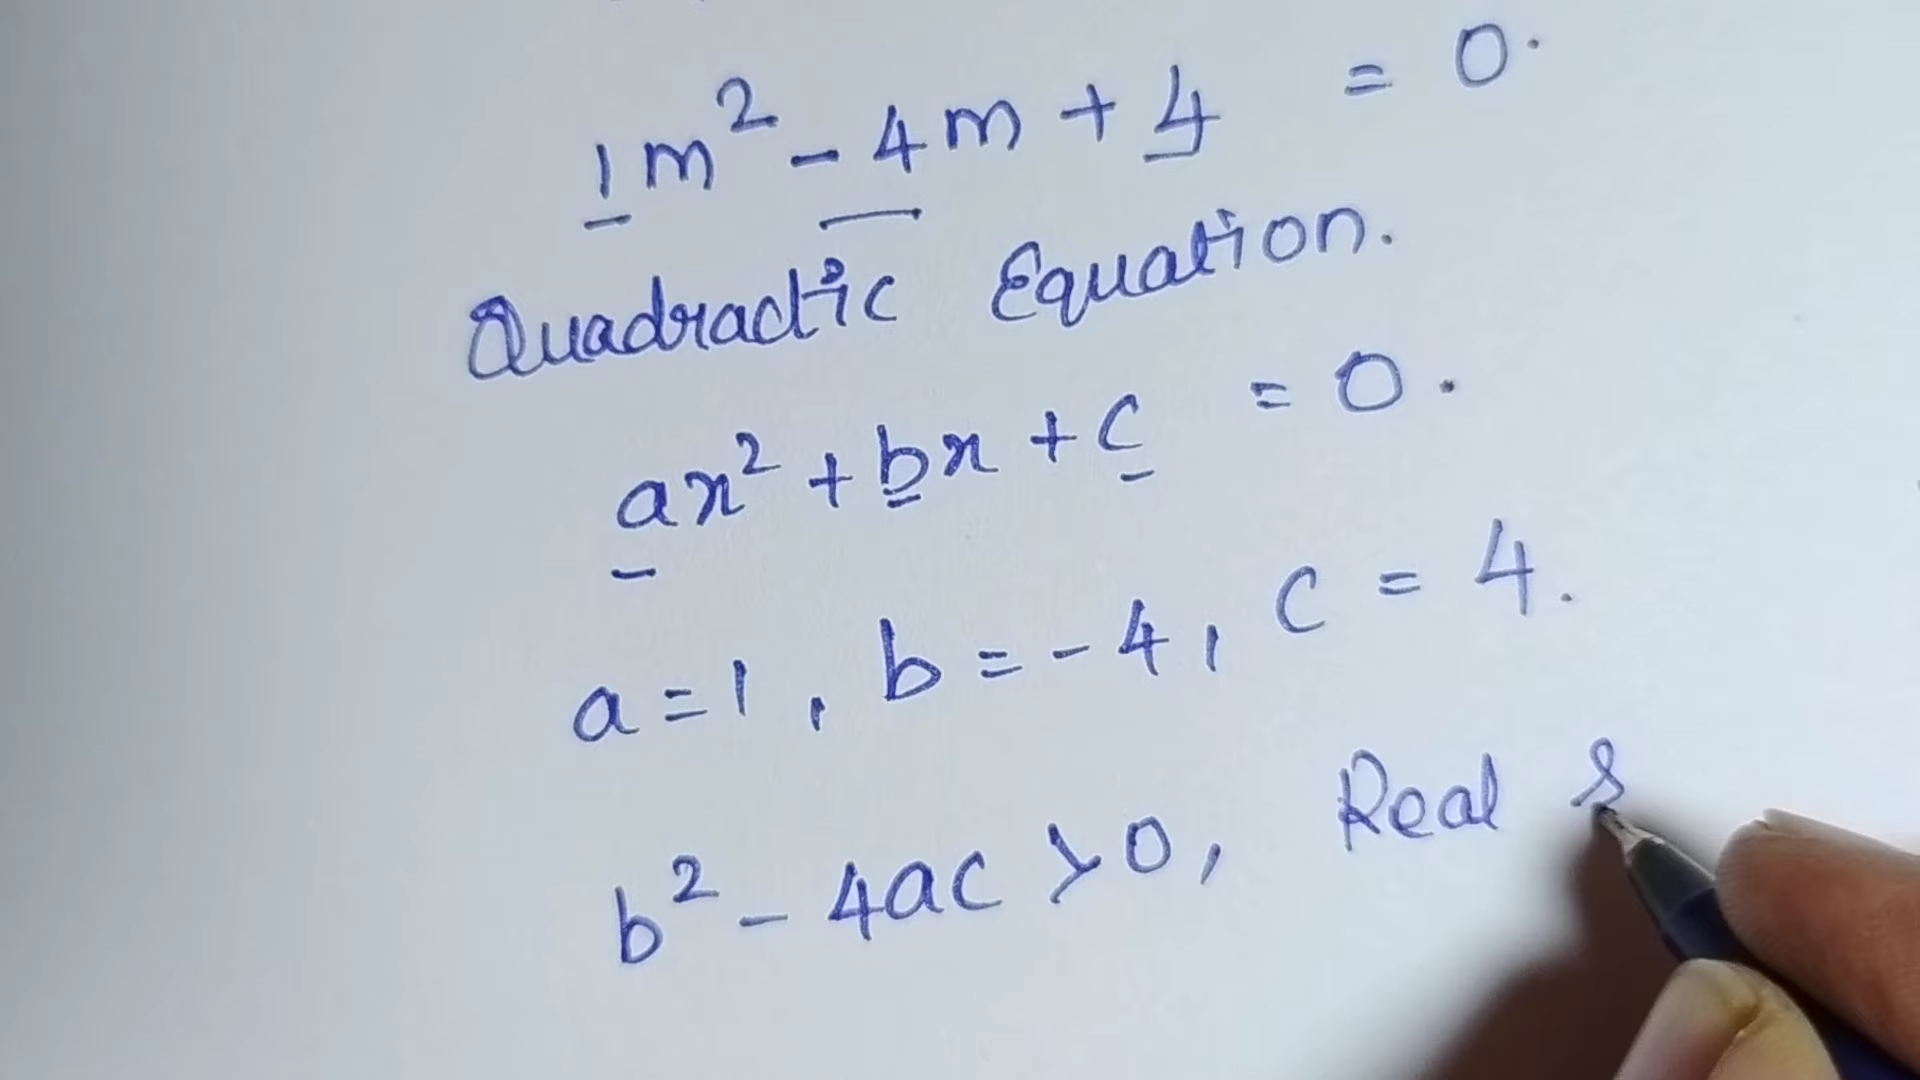 1m² - 4m + 4 = 0.
Quadractic Equation.
ax² + bx + c = 0.
a = 1, b = -4, c = 4.
b² - 4ac > 0, Real s